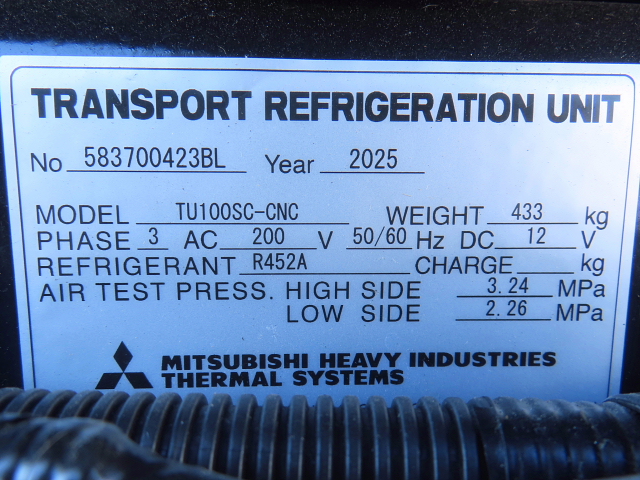 TRANSPORT REFRIGERATION UNIT
No 583700423BL Year 2025
MODEL TU100SC-CNC WEIGHT 433 kg
PHASE 3 AC 200 V 50/60 Hz DC 12 V
REFRIGERANT R452A CHARGE kg
AIR TEST PRESS. HIGH SIDE 3.24 MPa
LOW SIDE 2.26 MPa
MITSUBISHI HEAVY INDUSTRIES
THERMAL SYSTEMS